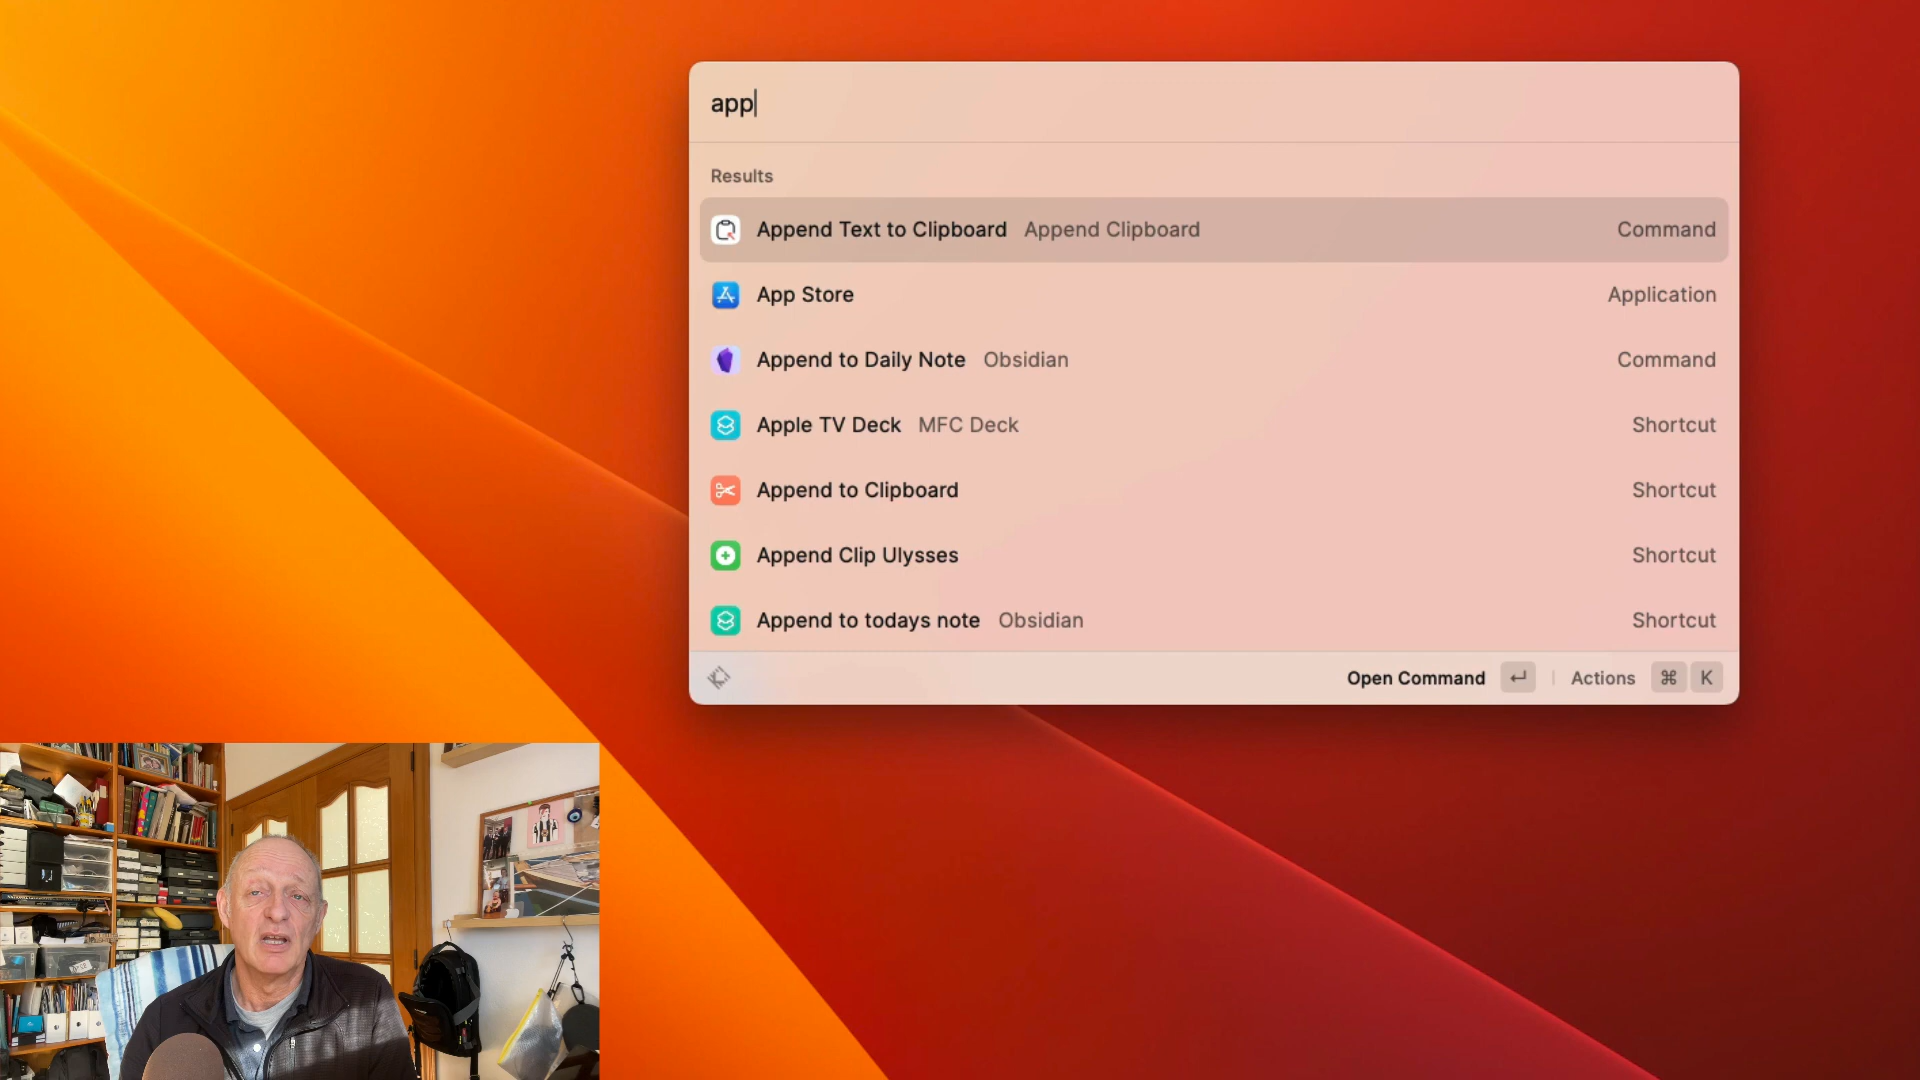 app
Results
Append Text to Clipboard Append Clipboard Command
App Store Application
Append to Daily Note Obsidian Command
Apple TV Deck MFC Deck Shortcut
Append to Clipboard Shortcut
Append Clip Ulysses Shortcut
Append to todays note Obsidian Shortcut
Open Command ↵ | Actions ⌘ K